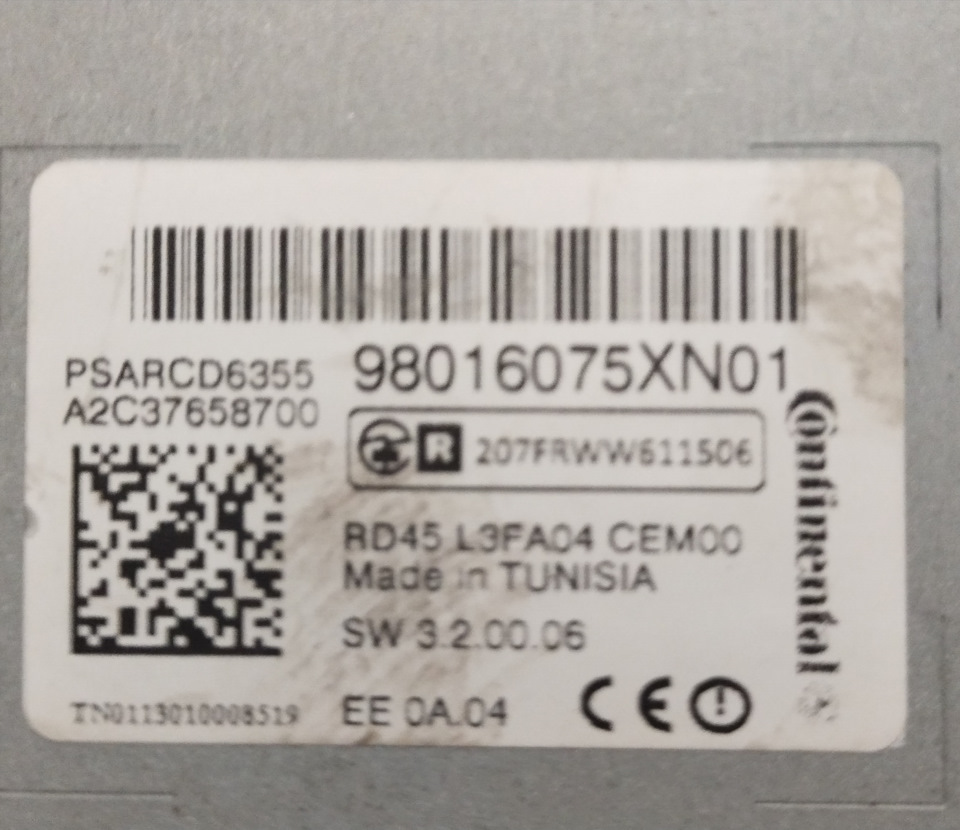 PSARCD6355
A2C37658700
98016075XN01
R 207FRWW611506
RD45 L3FA04 CEM00
Made in TUNISIA
SW 3.2.00.06
TN0113010008519
EE 0A.04
CE
Continental